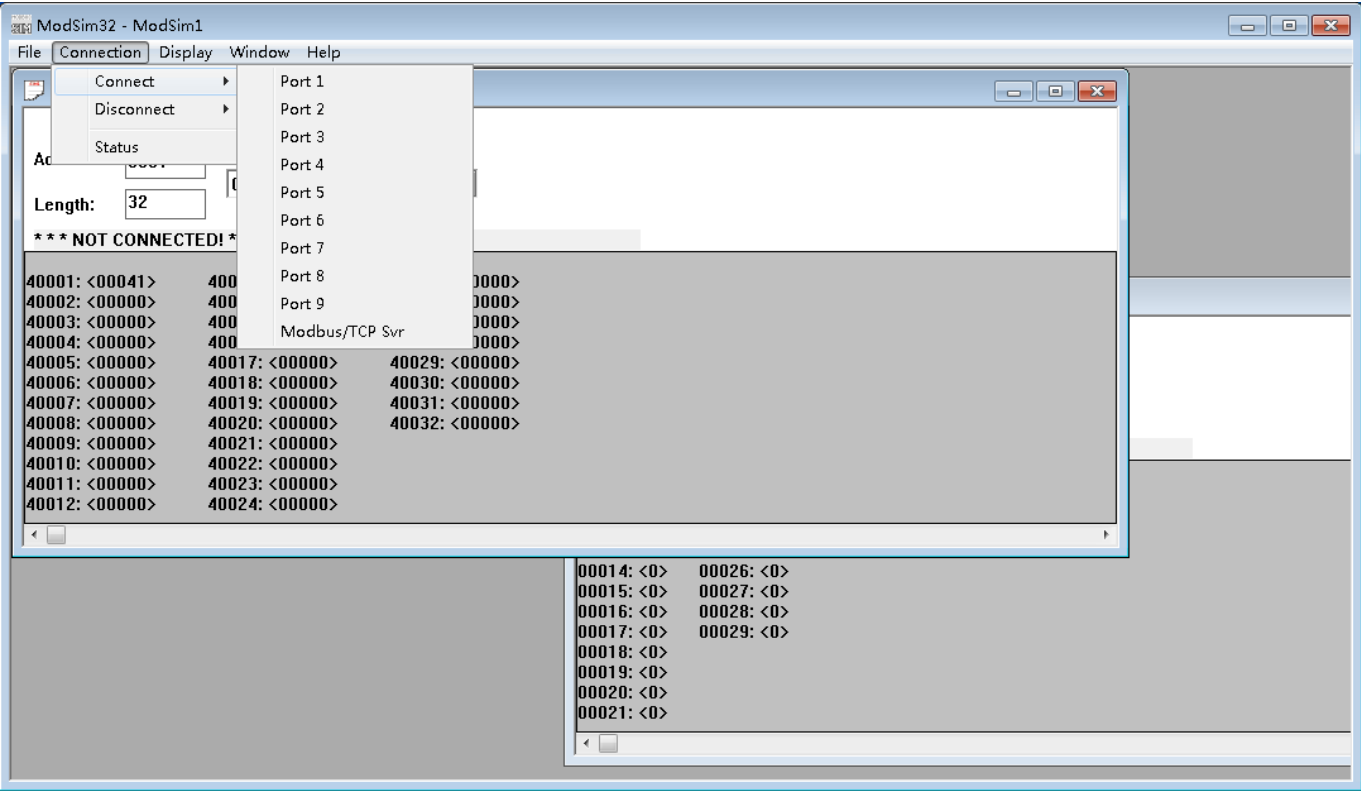 ModSim32 - ModSim1
File Connection Display Window Help
Connect
Disconnect
Status
Port 1
Port 2
Port 3
Port 4
Port 5
Port 6
Port 7
Port 8
Port 9
Modbus/TCP Svr
Length: 32
* * * NOT CONNECTED! *
40001: <00041>
40002: <00000>
40003: <00000>
40004: <00000>
40005: <00000> 40017: <00000> 40029: <00000>
40006: <00000> 40018: <00000> 40030: <00000>
40007: <00000> 40019: <00000> 40031: <00000>
40008: <00000> 40020: <00000> 40032: <00000>
40009: <00000> 40021: <00000>
40010: <00000> 40022: <00000>
40011: <00000> 40023: <00000>
40012: <00000> 40024: <00000>
00014: <0> 00026: <0>
00015: <0> 00027: <0>
00016: <0> 00028: <0>
00017: <0> 00029: <0>
00018: <0>
00019: <0>
00020: <0>
00021: <0>